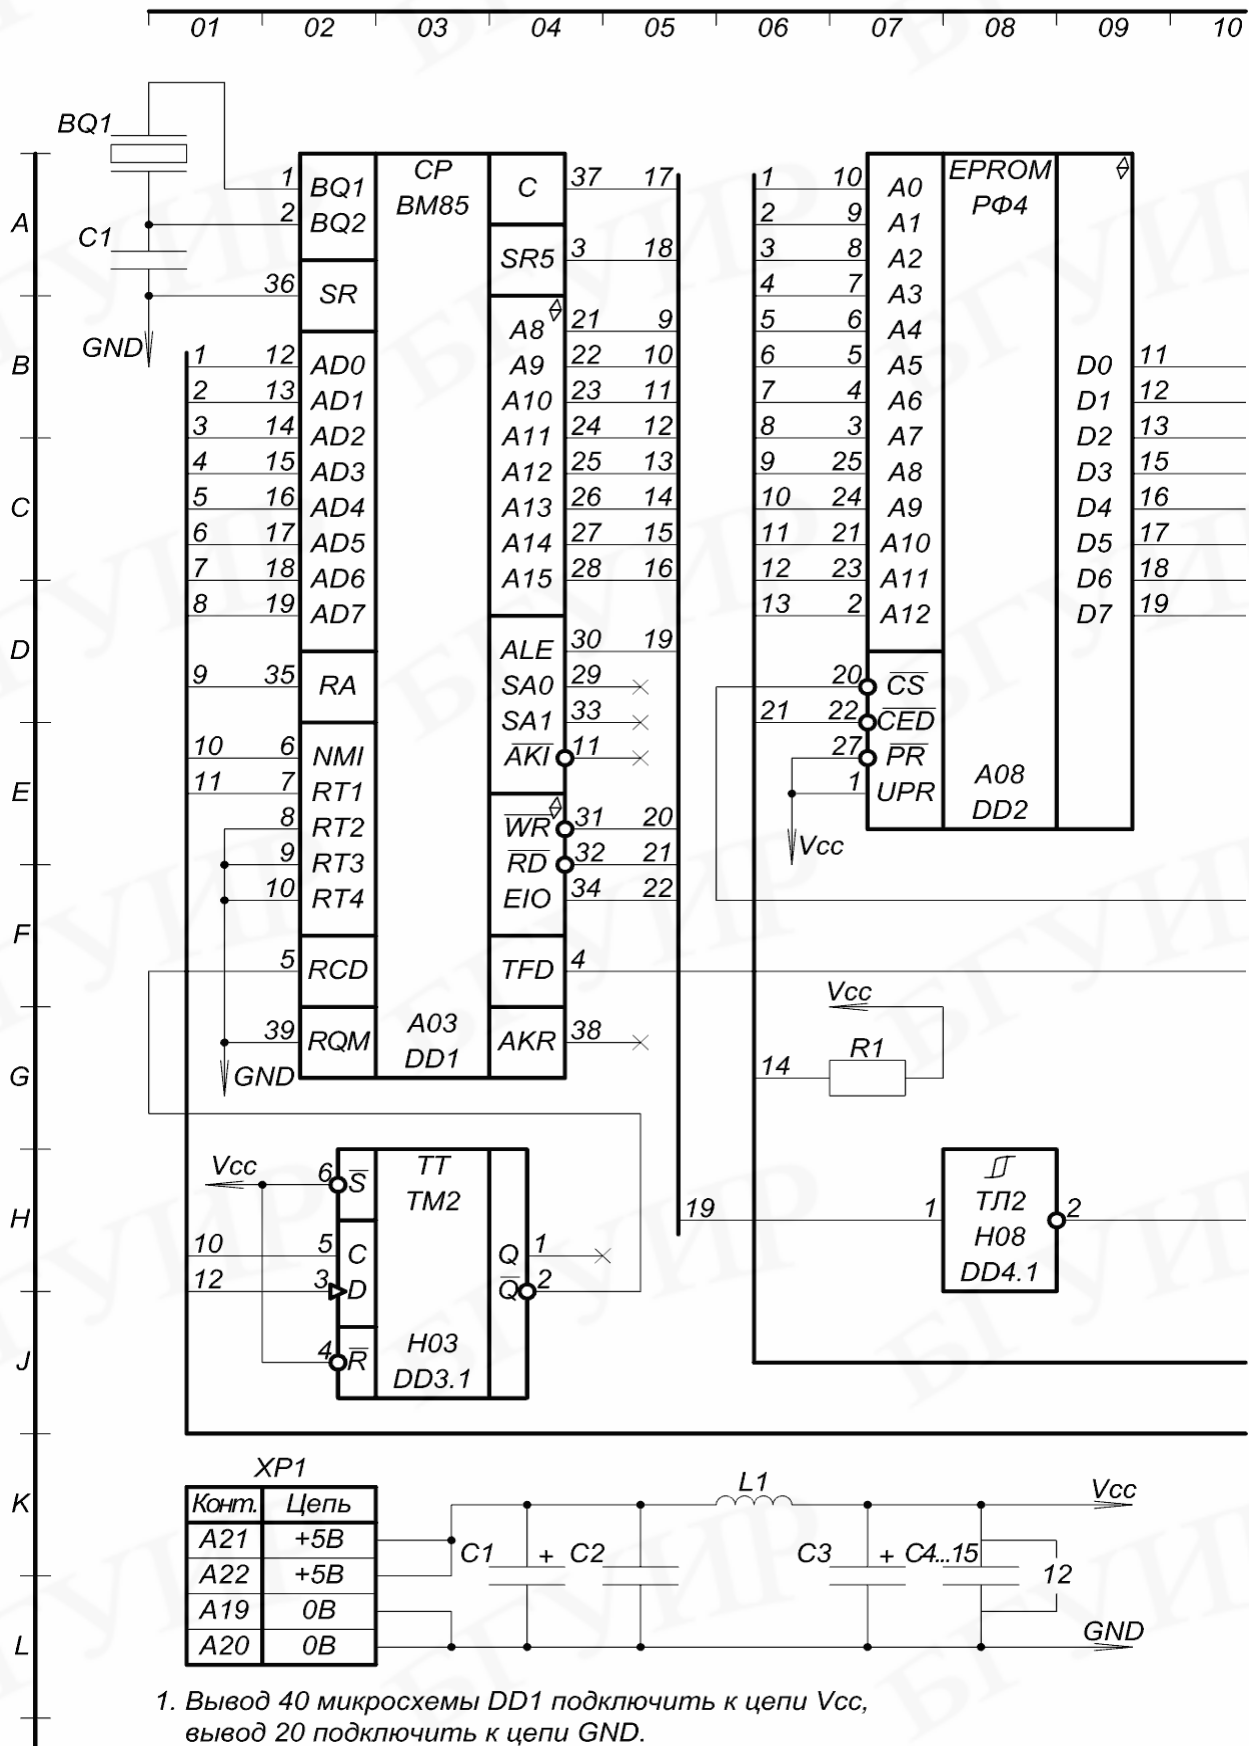 01 02 03 04 05 06 07 08 09 10
BQ1
1 BQ1 CP C 37 17 1 10 A0 EPROM
BM85 РФ4
A 2 BQ2 2 9 A1
C1 SR5 3 18 3 8 A2
36 SR 4 7 A3
GND A8 21 9 5 6 A4
B 1 12 AD0 A9 22 10 6 5 A5 D0 11
2 13 AD1 A10 23 11 7 4 A6 D1 12
3 14 AD2 A11 24 12 8 3 A7 D2 13
4 15 AD3 A12 25 13 9 25 A8 D3 15
C 5 16 AD4 A13 26 14 10 24 A9 D4 16
6 17 AD5 A14 27 15 11 21 A10 D5 17
7 18 AD6 A15 28 16 12 23 A11 D6 18
8 19 AD7 13 2 A12 D7 19
D ALE 30 19
9 35 RA SA0 29 20 CS
SA1 33 21 22 CED
10 6 NMI AKI 11 27 PR
E 11 7 RT1 1 UPR A08
8 RT2 WR 31 20 Vcc DD2
9 RT3 RD 32 21
10 RT4 EIO 34 22
F
5 RCD TFD 4
Vcc
39 RQM A03 AKR 38 R1
DD1
G GND 14
Vcc 6 S TT ТЛ2
TM2
H 19 1 H08 2
10 5 C Q 1 DD4.1
12 3 D Q 2
J 4 R H03
DD3.1
XP1
K Конт. Цепь L1 Vcc
A21 +5В C1 + C2 C3 + C4...15
A22 +5В 12
A19 0В
L A20 0В GND
1. Вывод 40 микросхемы DD1 подключить к цепи Vcc,
вывод 20 подключить к цепи GND.
БГУИР